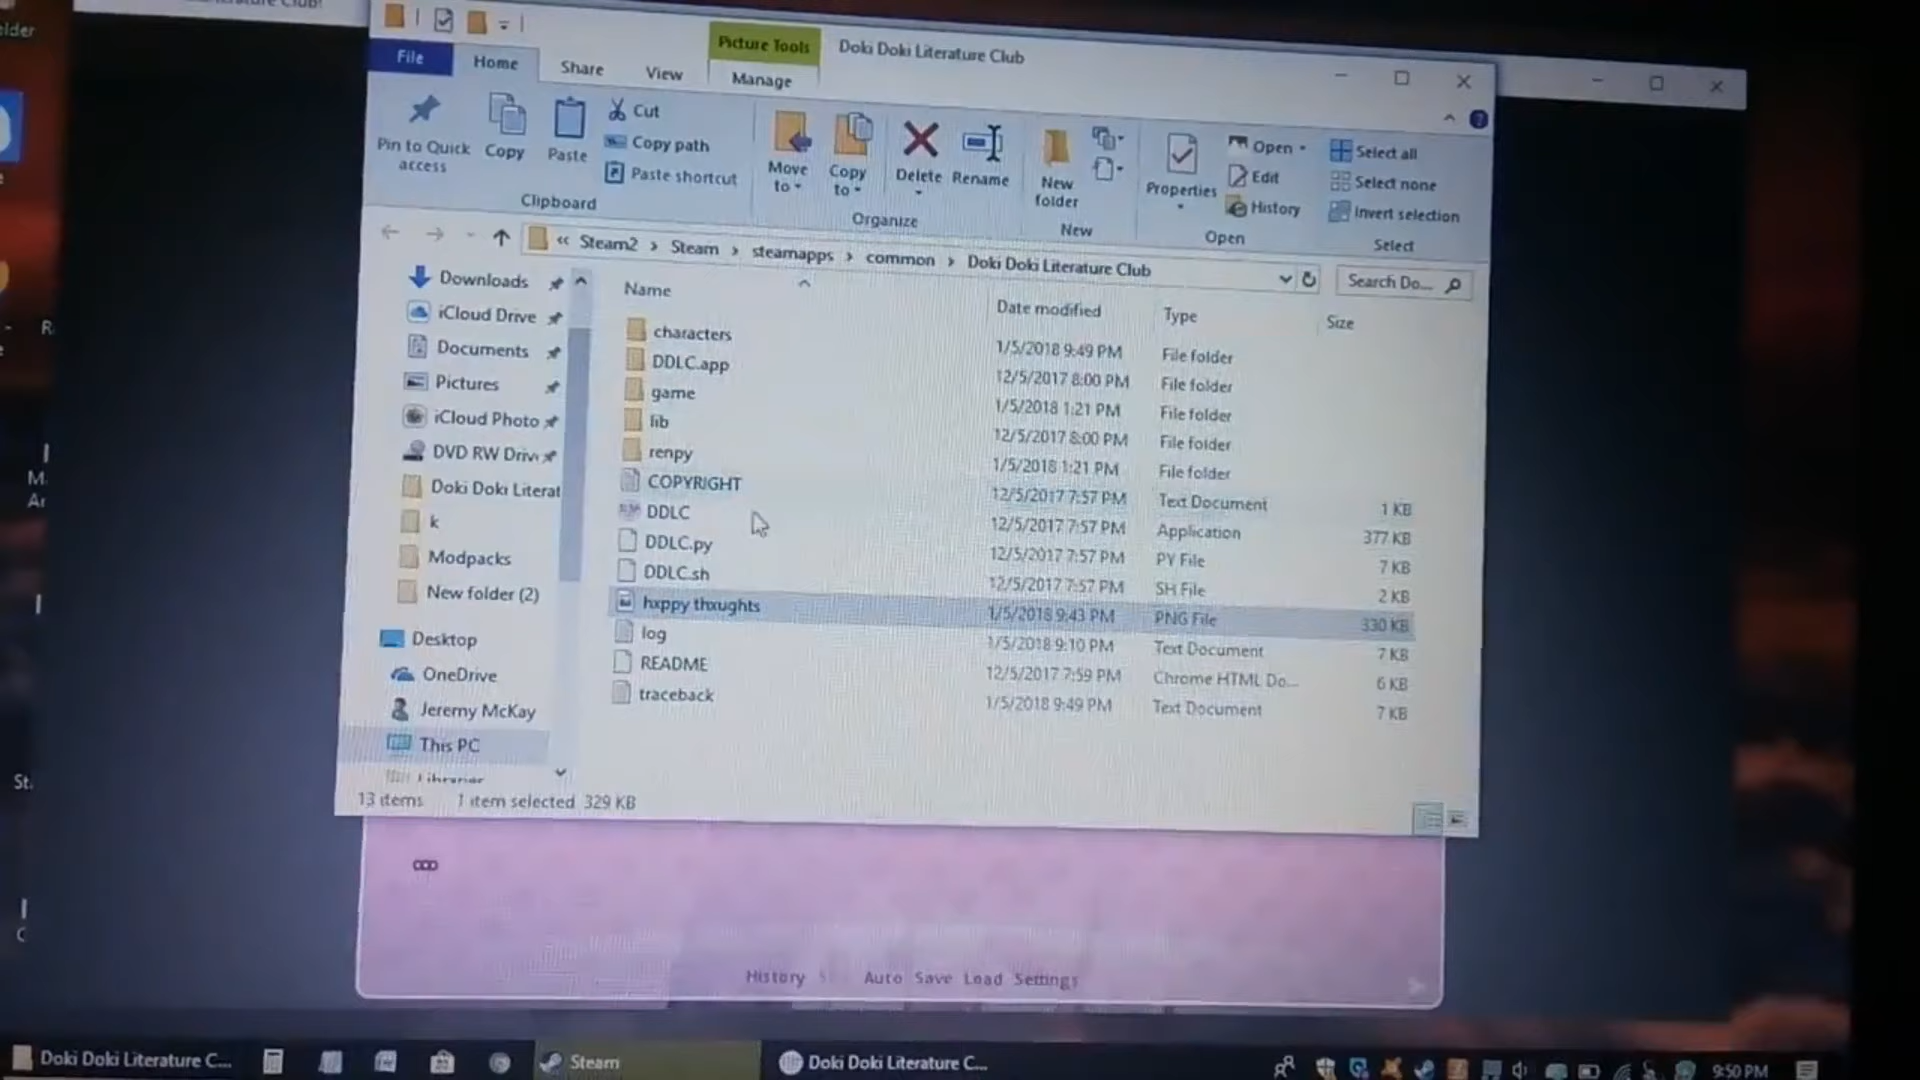 Picture Tools
Doki Doki Literature Club
File
Home
Share
View
Manage
Pin to Quick access
Copy
Paste
Cut
Copy path
Paste shortcut
Clipboard
Move to
Copy to
Delete
Rename
Organize
New folder
New
Properties
Open
Edit
History
Open
Select all
Select none
Invert selection
Select
« Steam2 > Steam > steamapps > common > Doki Doki Literature Club
Search Do...
Name
Date modified
Type
Size
Downloads
iCloud Drive
Documents
Pictures
iCloud Photo
DVD RW Driv
Doki Doki Literat
k
Modpacks
New folder (2)
Desktop
OneDrive
Jeremy McKay
This PC
characters 1/5/2018 9:49 PM File folder
DDLC.app 12/5/2017 8:00 PM File folder
game 1/5/2018 1:21 PM File folder
lib 12/5/2017 8:00 PM File folder
renpy 1/5/2018 1:21 PM File folder
COPYRIGHT 12/5/2017 7:57 PM Text Document 1 KB
DDLC 12/5/2017 7:57 PM Application 377 KB
DDLC.py 12/5/2017 7:57 PM PY File 7 KB
DDLC.sh 12/5/2017 7:57 PM SH File 2 KB
hxppy thxughts 1/5/2018 9:43 PM PNG File 330 KB
log 1/5/2018 9:10 PM Text Document 7 KB
README 12/5/2017 7:59 PM Chrome HTML Do... 6 KB
traceback 1/5/2018 9:49 PM Text Document 7 KB
13 items 1 item selected 329 KB
History Auto Save Load Settings
Doki Doki Literature C...
Steam
Doki Doki Literature C...
9:50 PM